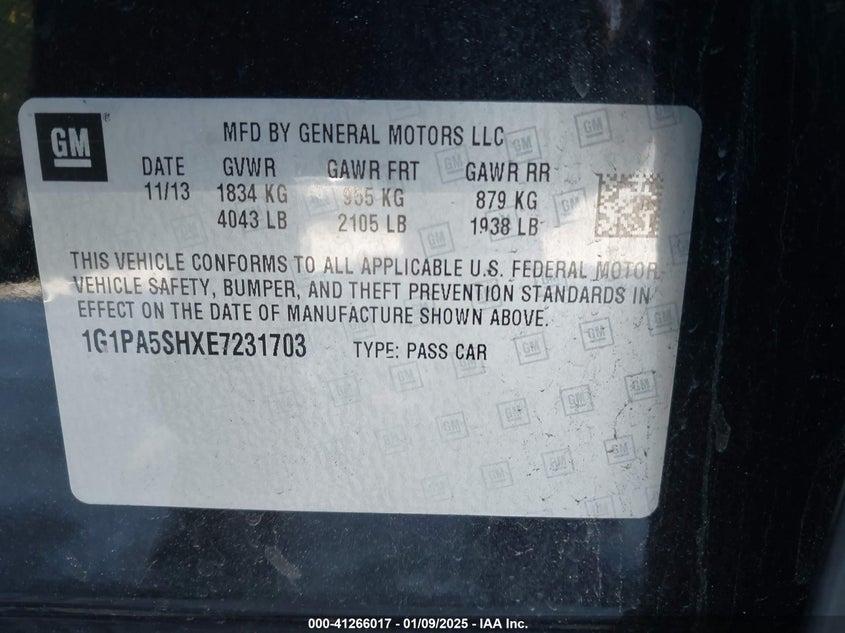 GM
MFD BY GENERAL MOTORS LLC
DATE GVWR GAWR FRT GAWR RR
11/13 1834 KG 955 KG 879 KG
4043 LB 2105 LB 1938 LB
THIS VEHICLE CONFORMS TO ALL APPLICABLE U.S. FEDERAL MOTOR
VEHICLE SAFETY, BUMPER, AND THEFT PREVENTION STANDARDS IN
EFFECT ON THE DATE OF MANUFACTURE SHOWN ABOVE.
1G1PA5SHXE7231703 TYPE: PASS CAR
000-41266017 - 01/09/2025 - IAA Inc.